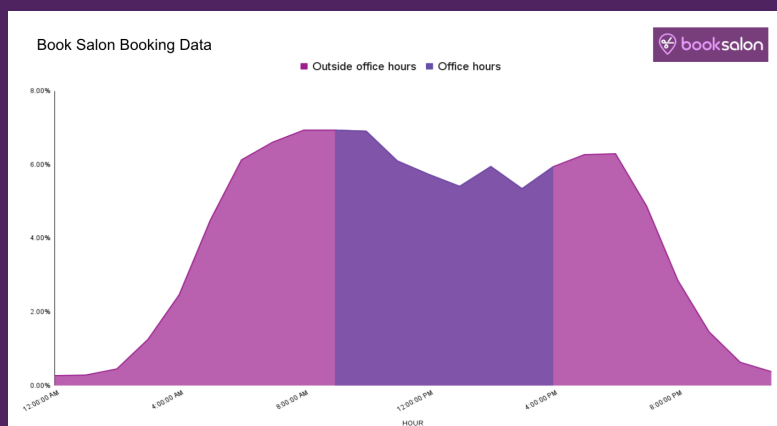 Book Salon Booking Data
booksalon
Outside office hours Office hours
8.00%
6.00%
4.00%
2.00%
0.00%
12:00:00 AM 4:00:00 AM 8:00:00 AM 12:00:00 PM 4:00:00 PM 8:00:00 PM
HOUR